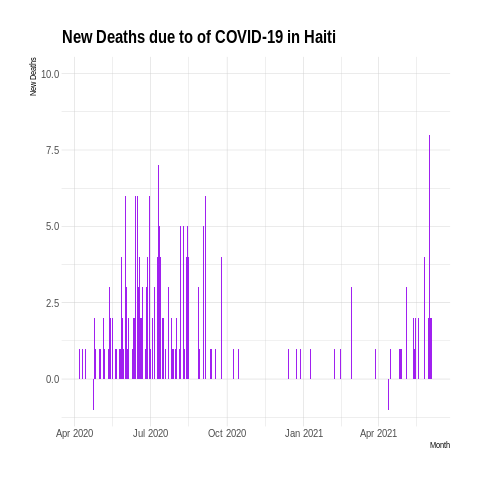 New Deaths due to of COVID-19 in Haiti
New Deaths
10.0
7.5
5.0
2.5
0.0
Apr 2020 Jul 2020 Oct 2020 Jan 2021 Apr 2021
Month